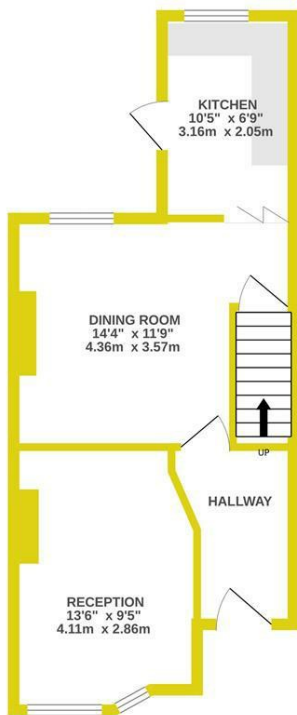 KITCHEN
10'5" x 6'9"
3.16m x 2.05m
DINING ROOM
14'4" x 11'9"
4.36m x 3.57m
UP
HALLWAY
RECEPTION
13'6" x 9'5"
4.11m x 2.86m